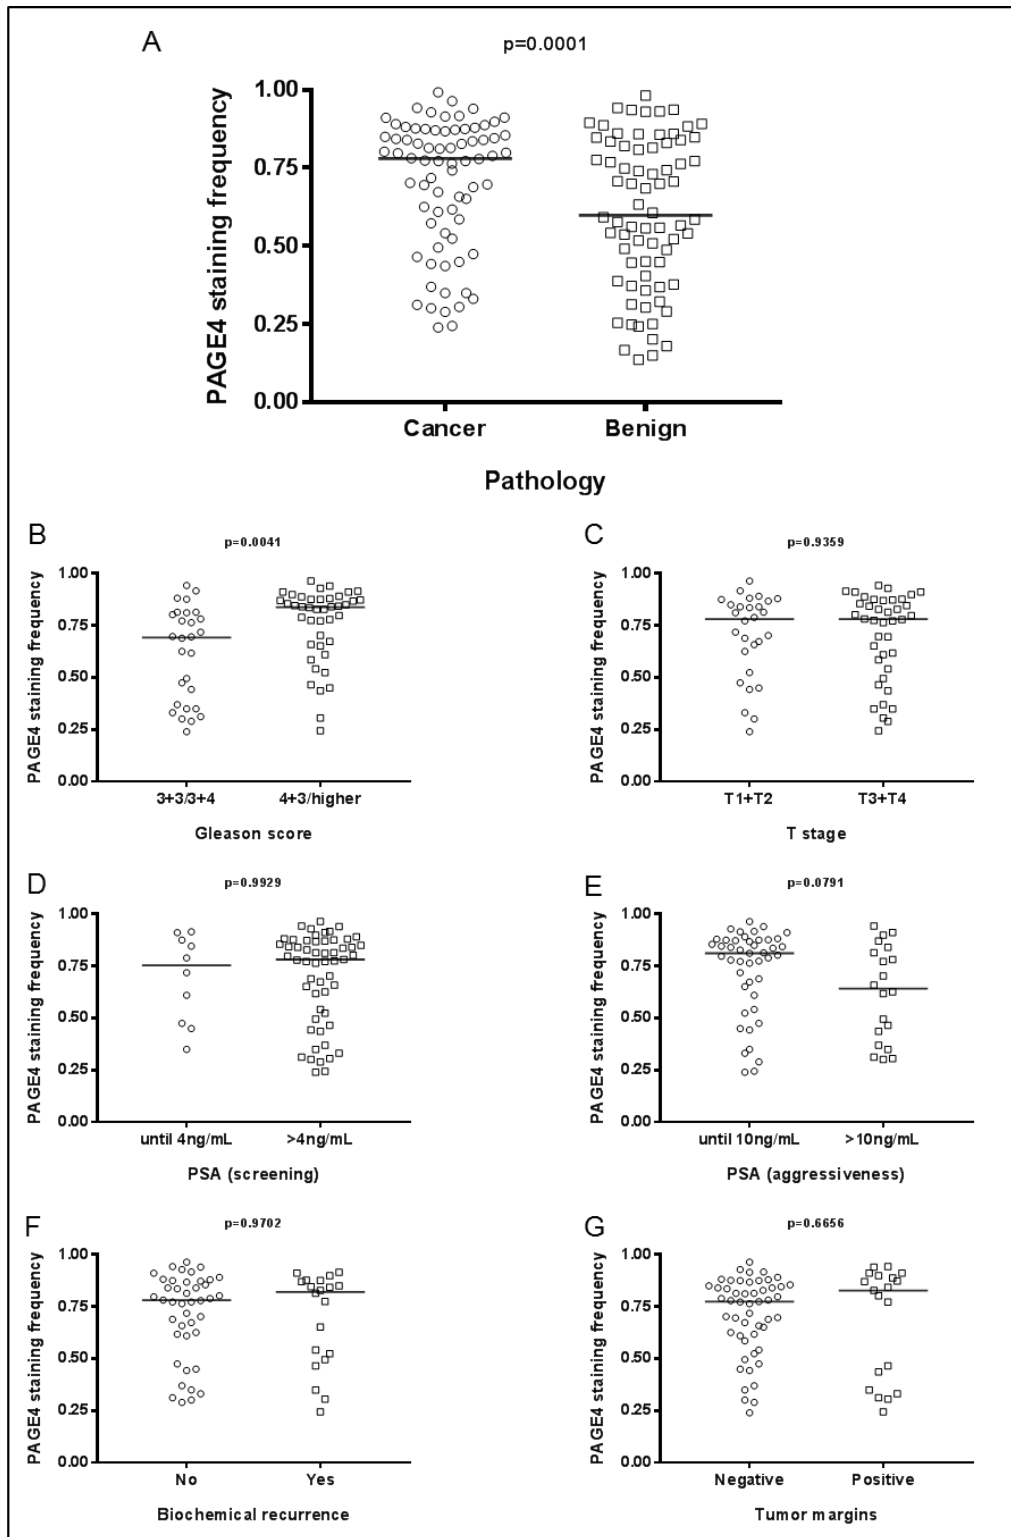 A
p=0.0001
PAGE4 staining frequency
1.00
0.75
0.50
0.25
0.00
Cancer Benign
Pathology
B
p=0.0041
PAGE4 staining frequency
1.00
0.75
0.50
0.25
0.00
3+3/3+4 4+3/higher
Gleason score
C
p=0.9359
PAGE4 staining frequency
1.00
0.75
0.50
0.25
0.00
T1+T2 T3+T4
T stage
D
p=0.9929
PAGE4 staining frequency
1.00
0.75
0.50
0.25
0.00
until 4ng/mL >4ng/mL
PSA (screening)
E
p=0.0791
PAGE4 staining frequency
1.00
0.75
0.50
0.25
0.00
until 10ng/mL >10ng/mL
PSA (aggressiveness)
F
p=0.9702
PAGE4 staining frequency
1.00
0.75
0.50
0.25
0.00
No Yes
Biochemical recurrence
G
p=0.6656
PAGE4 staining frequency
1.00
0.75
0.50
0.25
0.00
Negative Positive
Tumor margins